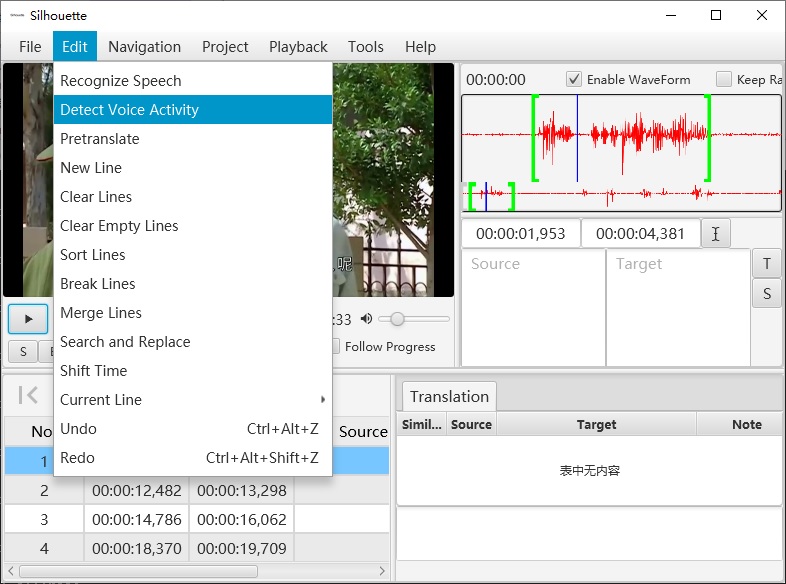 Silhouette
File Edit Navigation Project Playback Tools Help
Recognize Speech
Detect Voice Activity
Pretranslate
New Line
Clear Lines
Clear Empty Lines
Sort Lines
Break Lines
Merge Lines
Search and Replace
Shift Time
Current Line
Undo Ctrl+Alt+Z
Redo Ctrl+Alt+Shift+Z
呢
:33
Follow Progress
S
00:00:00 Enable WaveForm Keep Ra
00:00:01,953 00:00:04,381
Source Target T
S
No Source
1
2 00:00:12,482 00:00:13,298
3 00:00:14,786 00:00:16,062
4 00:00:18,370 00:00:19,709
Translation
Simil... Source Target Note
表中无内容